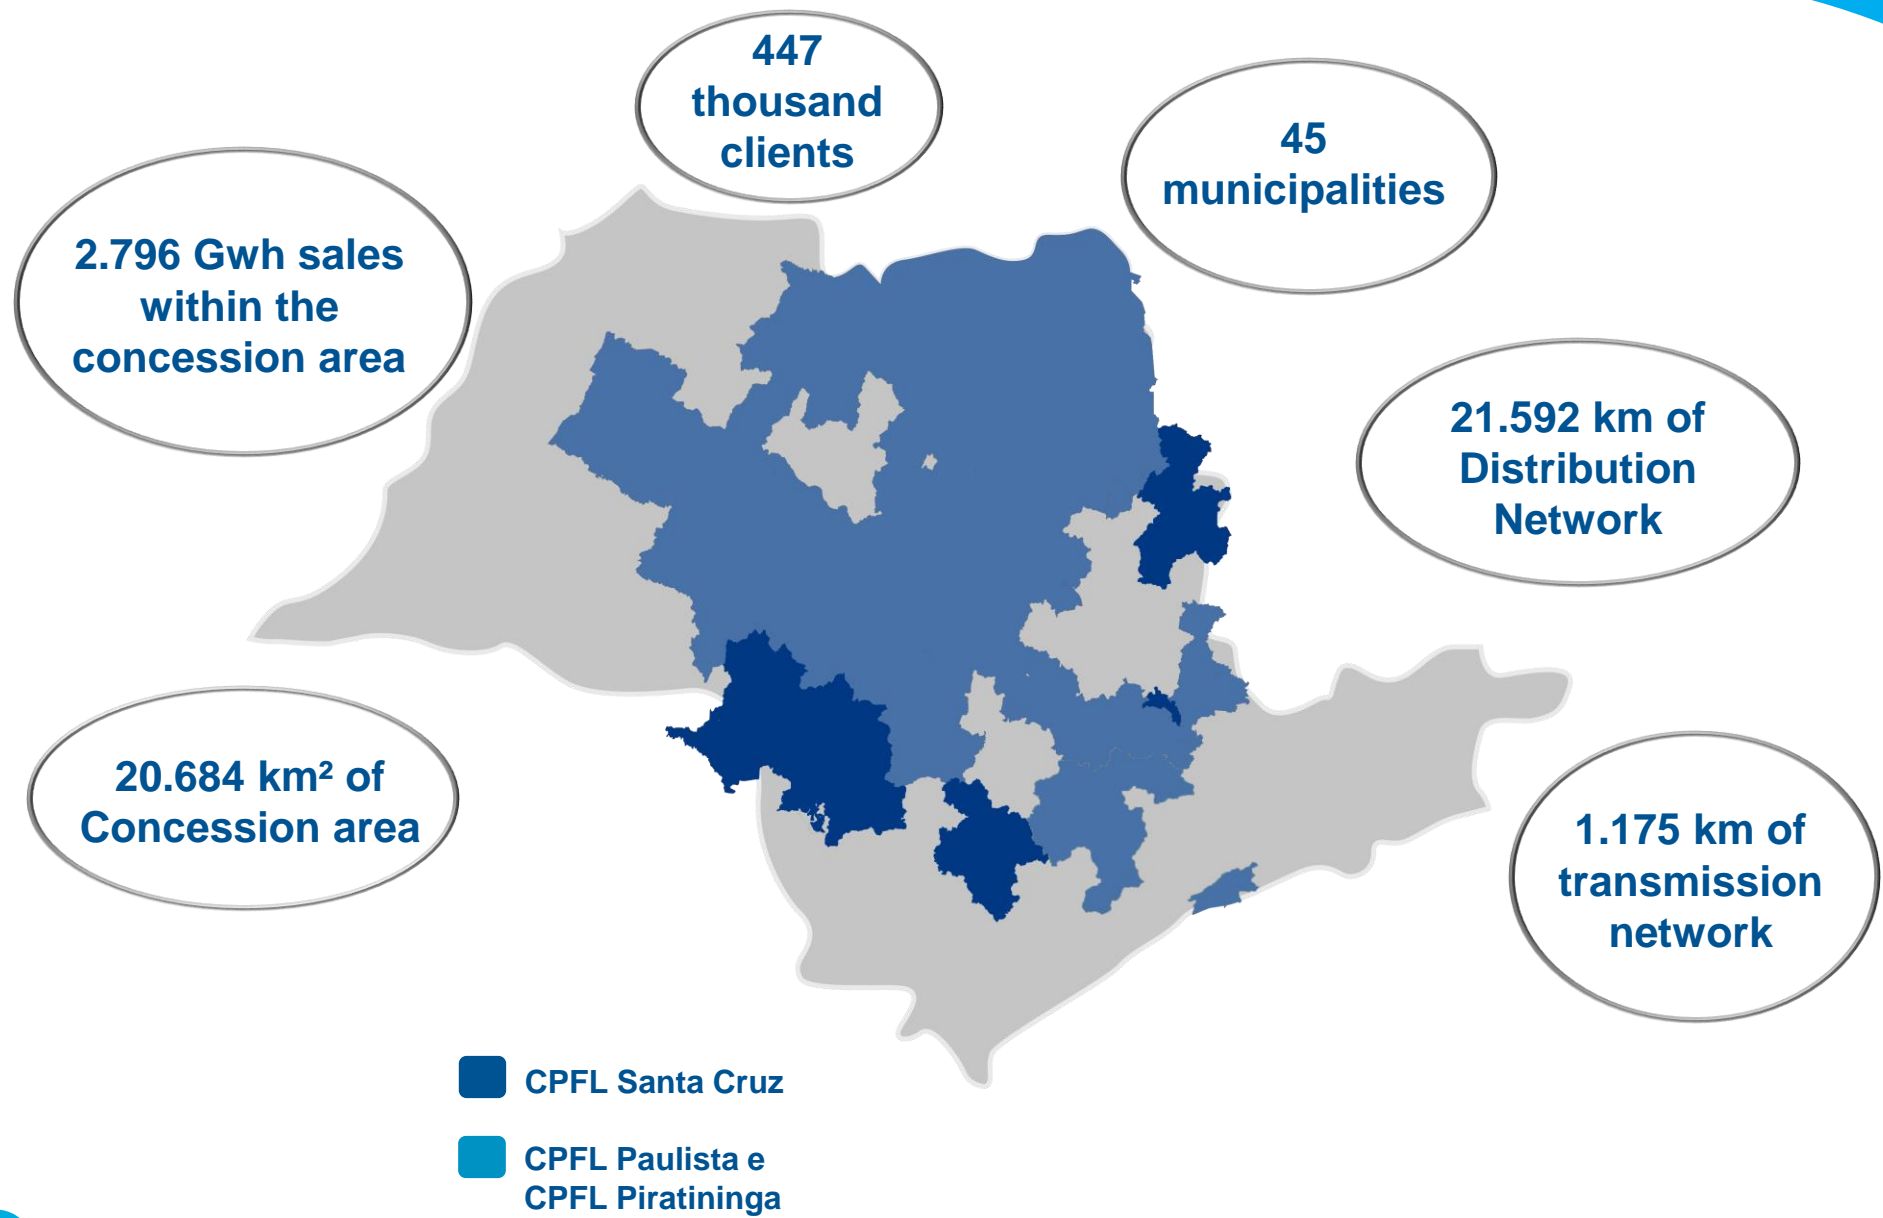 447
thousand
clients
45
municipalities
2.796 Gwh sales
within the
concession area
21.592 km of
Distribution
Network
20.684 km² of
Concession area
1.175 km of
transmission
network
CPFL Santa Cruz
CPFL Paulista e
CPFL Piratininga